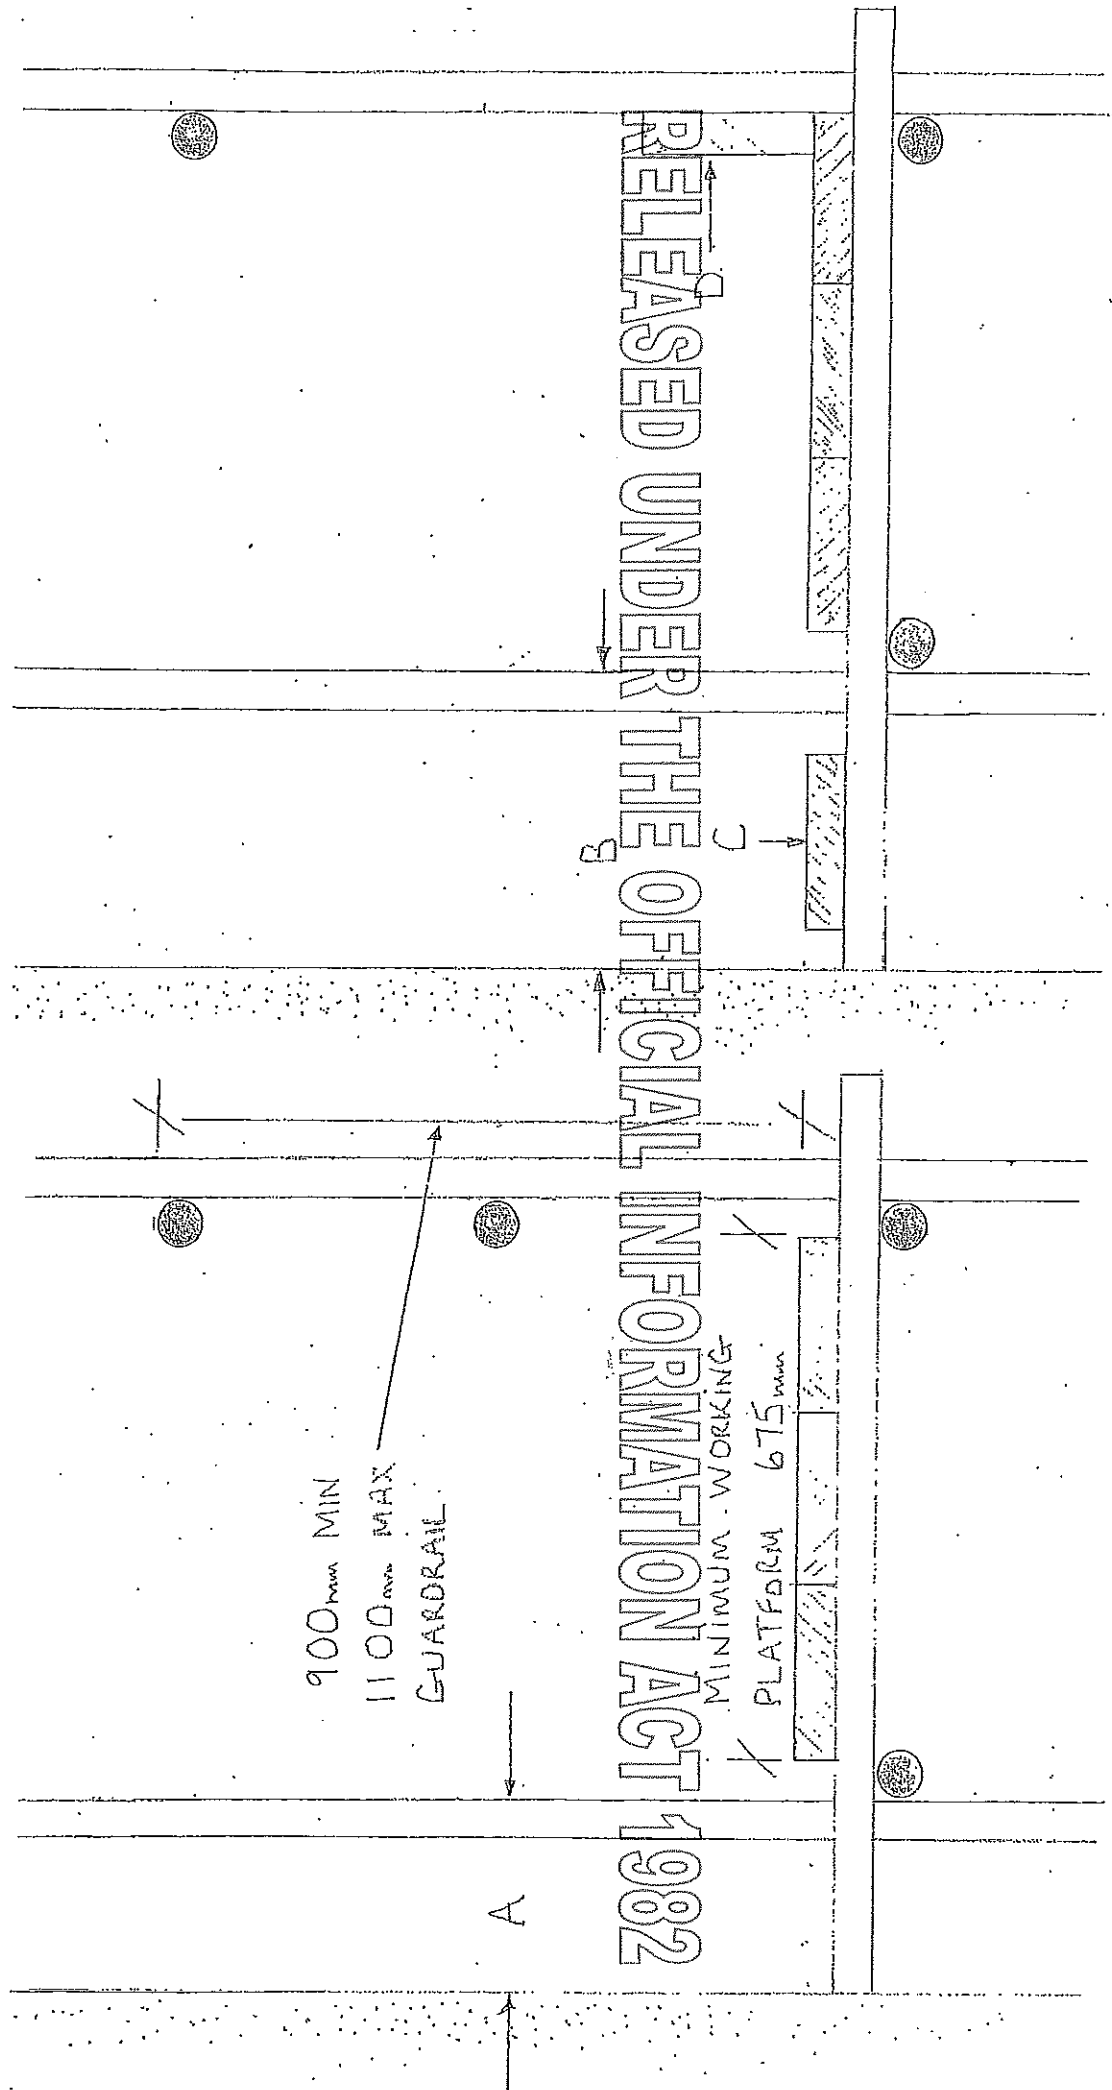 900mm MIN
1100mm MAX
GUARDRAIL.
A
MINIMUM WORKING
PLATFORM 675mm
B
C
D
RELEASED UNDER THE OFFICIAL INFORMATION ACT 1982